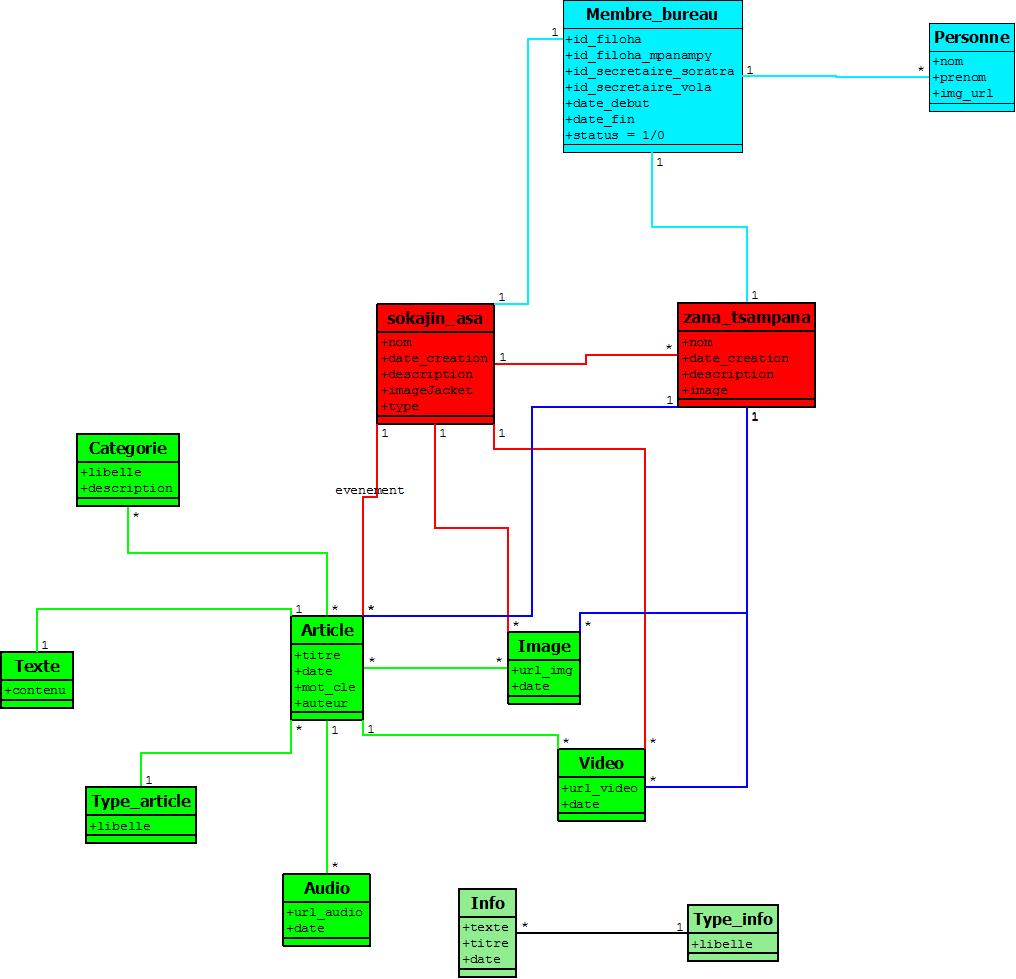 Membre_bureau
+id_filoha
+id_filoha_mpanampy
+id_secretaire_soratra
+id_secretaire_vola
+date_debut
+date_fin
+status = 1/0
Personne
+nom
+prenom
+img_url
1
1
*
1
1
1
sokajin_asa
+nom
+date_creation
+description
+imageJacket
+type
zana_tsampana
+nom
+date_creation
+description
+image
1
*
1
1
1
1
1
evenement
Categorie
+libelle
+description
*
*
*
1
1
Texte
+contenu
Article
+titre
+date
+mot_cle
+auteur
*
*
*
*
Image
+url_img
+date
*
1
1
*
*
*
Video
+url_video
+date
1
Type_article
+libelle
*
Audio
+url_audio
+date
Info
+texte
+titre
+date
*
1
Type_info
+libelle